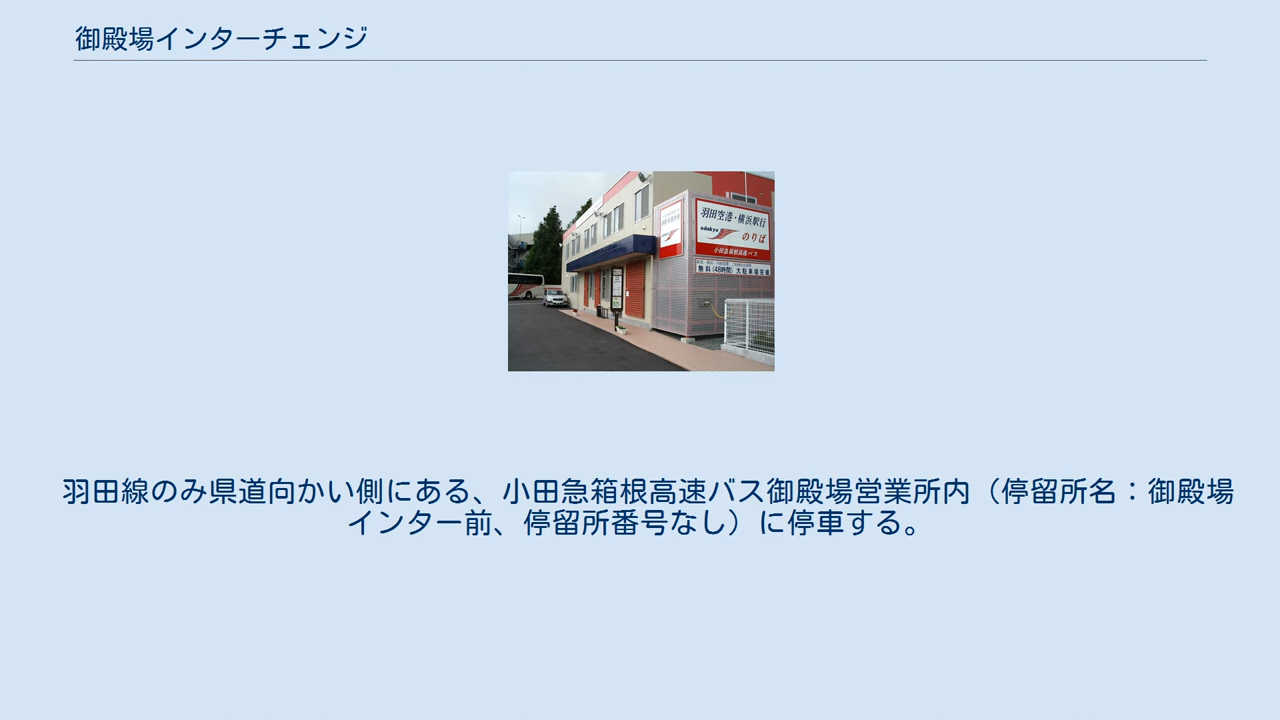 御殿場インターチェンジ
羽田空港・横浜駅行
odakyu
のりば
小田急箱根高速バス
無料(48時間)大駐車場完備
羽田線のみ県道向かい側にある、小田急箱根高速バス御殿場営業所内（停留所名：御殿場
インター前、停留所番号なし）に停車する。